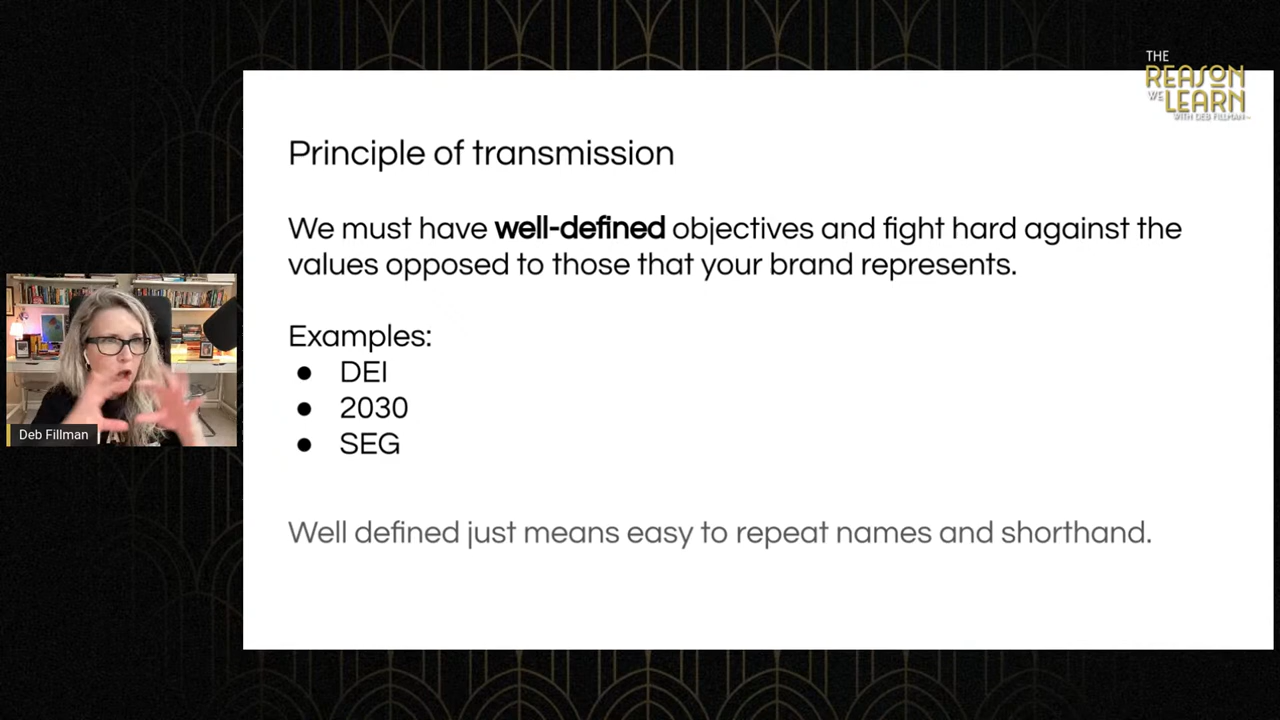 THE
REASON
WE LEARN
WITH DEB FILLMAN
Principle of transmission
We must have well-defined objectives and fight hard against the
values opposed to those that your brand represents.
Examples:
● DEI
● 2030
● SEG
Well defined just means easy to repeat names and shorthand.
Deb Fillman